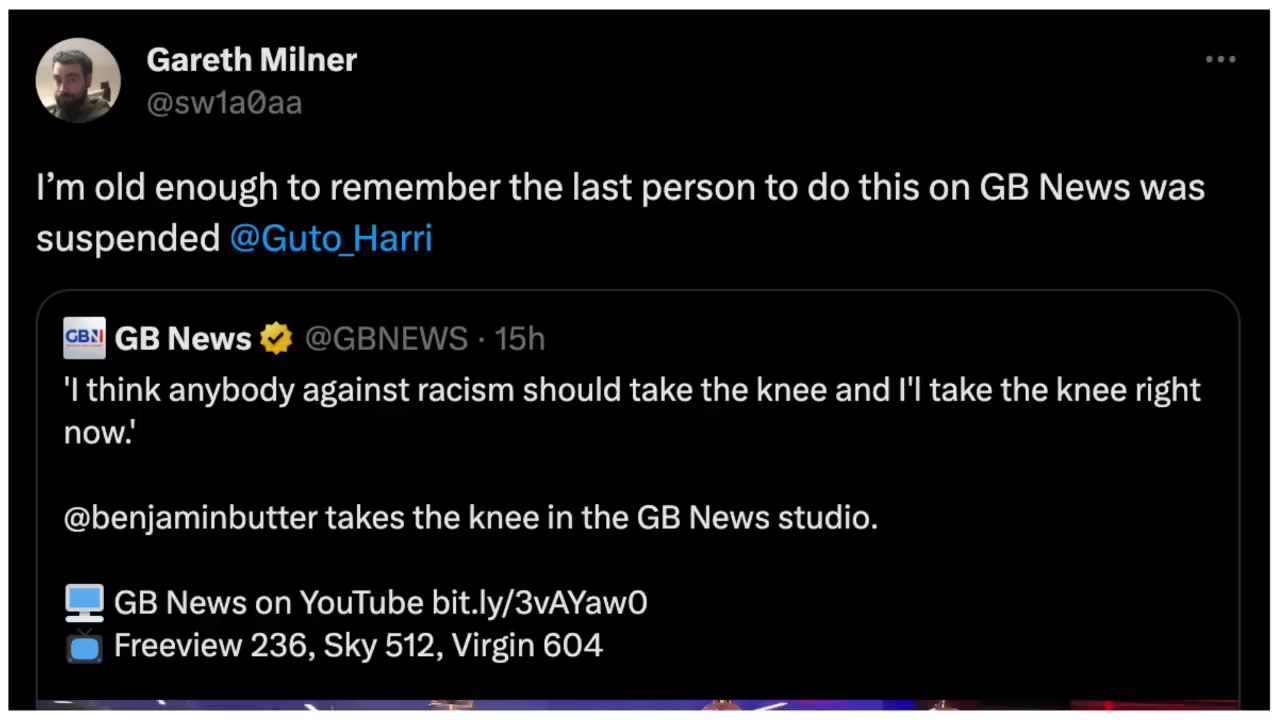 Gareth Milner
@sw1a0aa
I’m old enough to remember the last person to do this on GB News was
suspended @Guto_Harri
GBN
GB News @GBNEWS · 15h
'I think anybody against racism should take the knee and I'l take the knee right
now.'
@benjaminbutter takes the knee in the GB News studio.
GB News on YouTube bit.ly/3vAYaw0
Freeview 236, Sky 512, Virgin 604